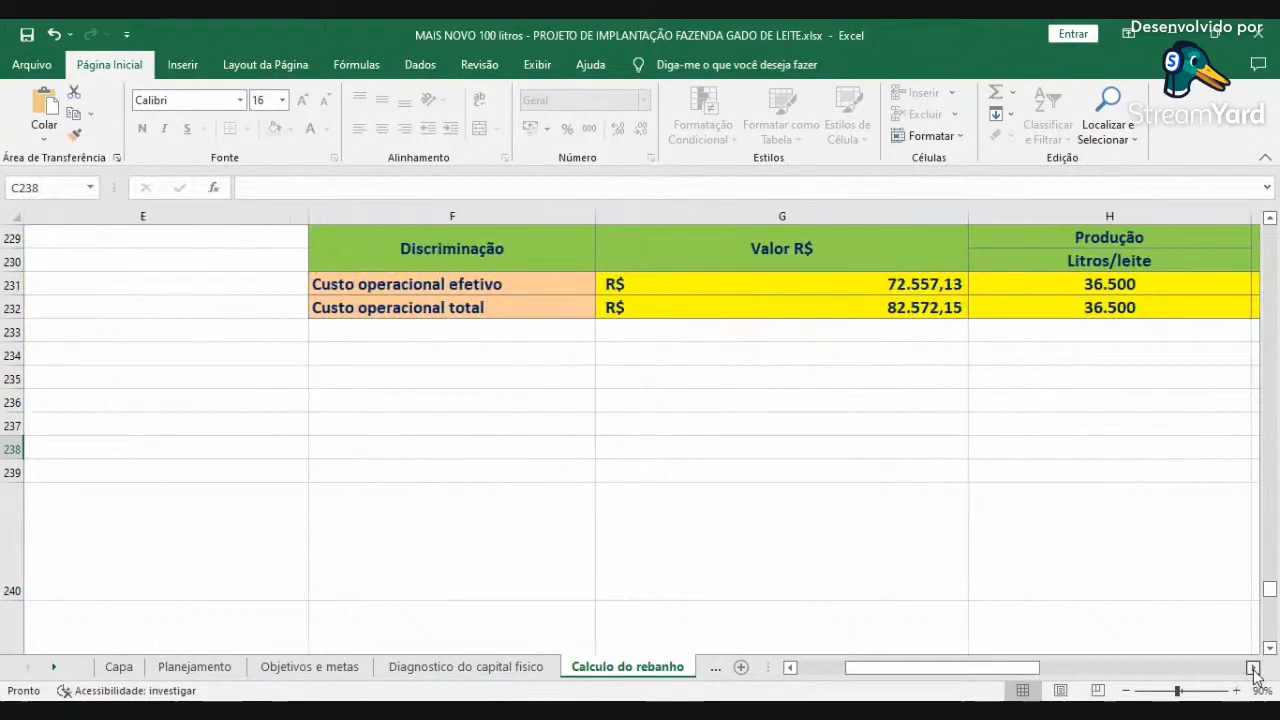 Desenvolvido por
StreamYard
MAIS NOVO 100 litros - PROJETO DE IMPLANTAÇÃO FAZENDA GADO DE LEITE.xlsx - Excel
Entrar
Arquivo Página Inicial Inserir Layout da Página Fórmulas Dados Revisão Exibir Ajuda Diga-me o que você deseja fazer
Colar
Calibri 16
N I S
Geral
% 000
Formatação Condicional
Formatar como Tabela
Estilos de Célula
Inserir
Excluir
Formatar
Classificar e Filtrar
Localizar e Selecionar
Área de Transferência Fonte Alinhamento Número Estilos Células Edição
C238 fx
E F G H
229 Discriminação Valor R$ Produção
230 Litros/leite
231 Custo operacional efetivo R$ 72.557,13 36.500
232 Custo operacional total R$ 82.572,15 36.500
233
234
235
236
237
238
239
240
Capa Planejamento Objetivos e metas Diagnostico do capital fisico Calculo do rebanho ...
Pronto Acessibilidade: investigar 90%